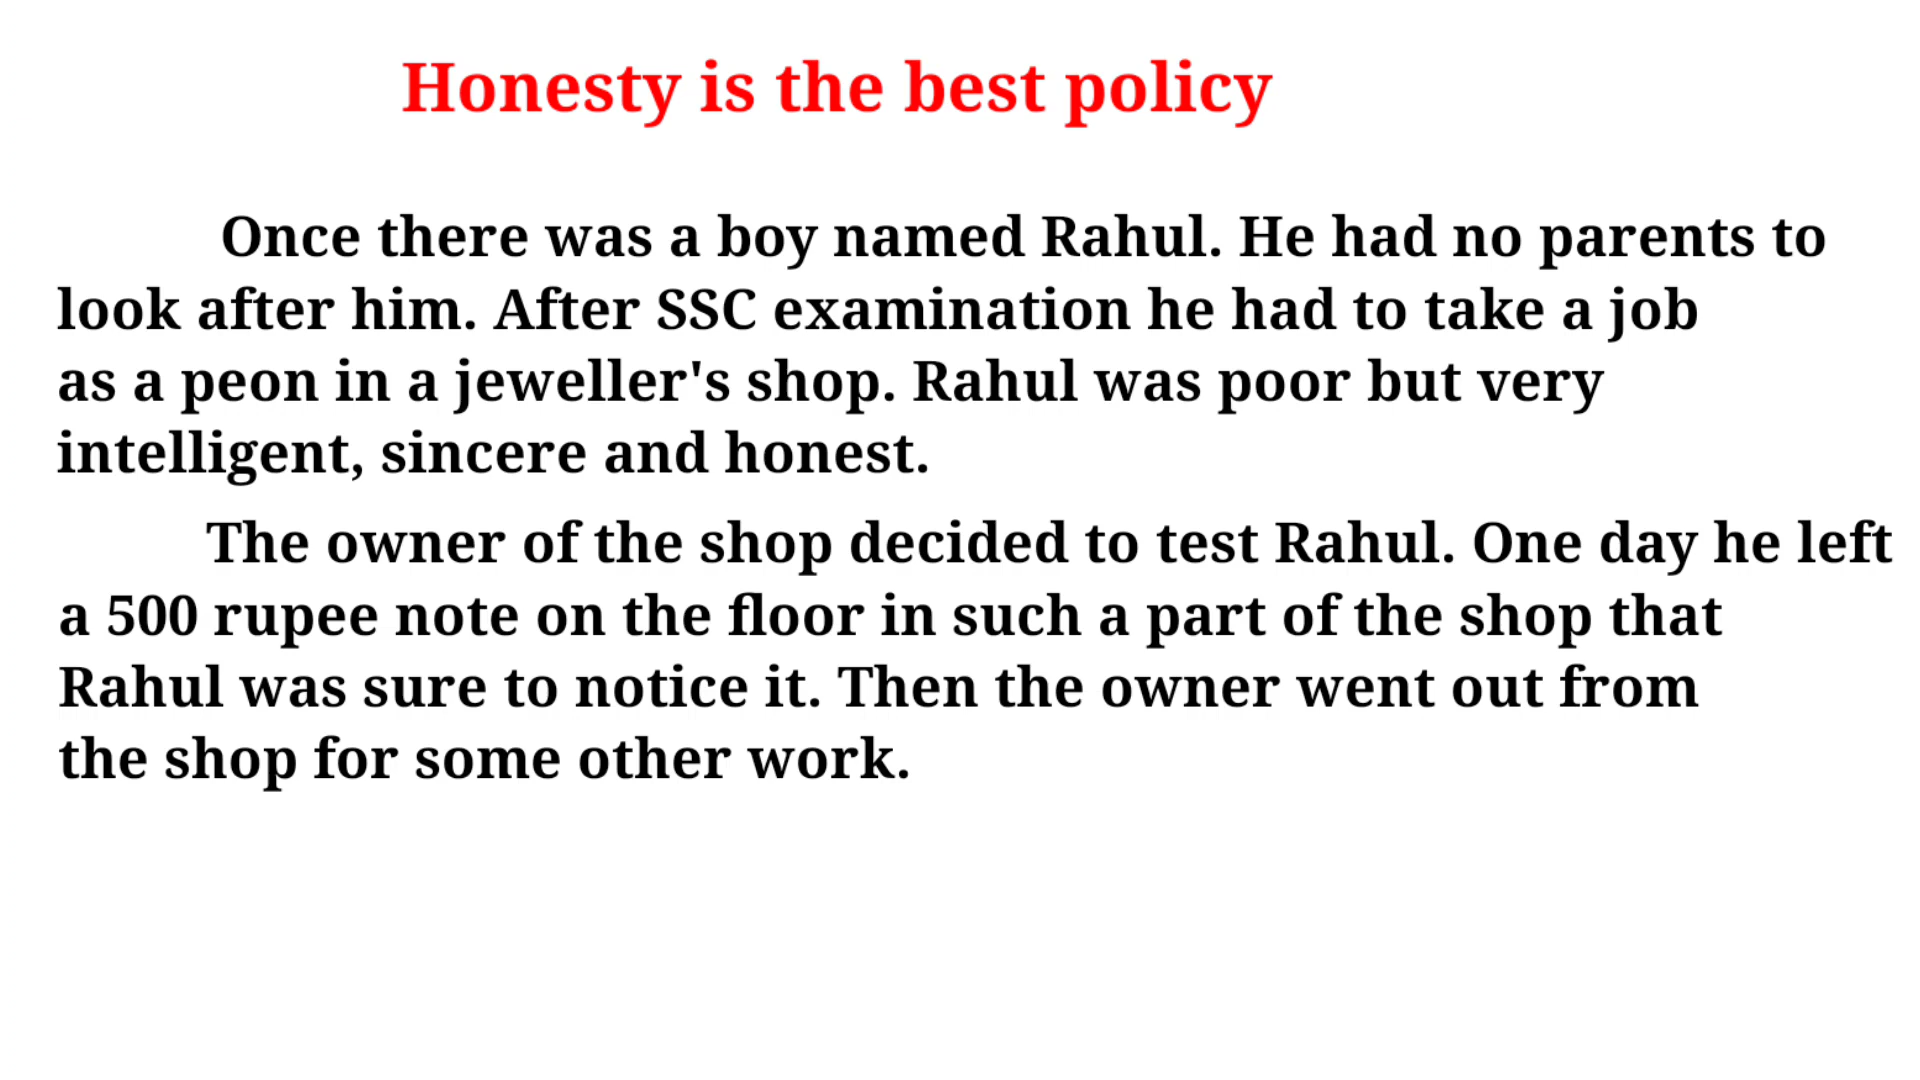 Honesty is the best policy
Once there was a boy named Rahul. He had no parents to
look after him. After SSC examination he had to take a job
as a peon in a jeweller's shop. Rahul was poor but very
intelligent, sincere and honest.
The owner of the shop decided to test Rahul. One day he left
a 500 rupee note on the floor in such a part of the shop that
Rahul was sure to notice it. Then the owner went out from
the shop for some other work.